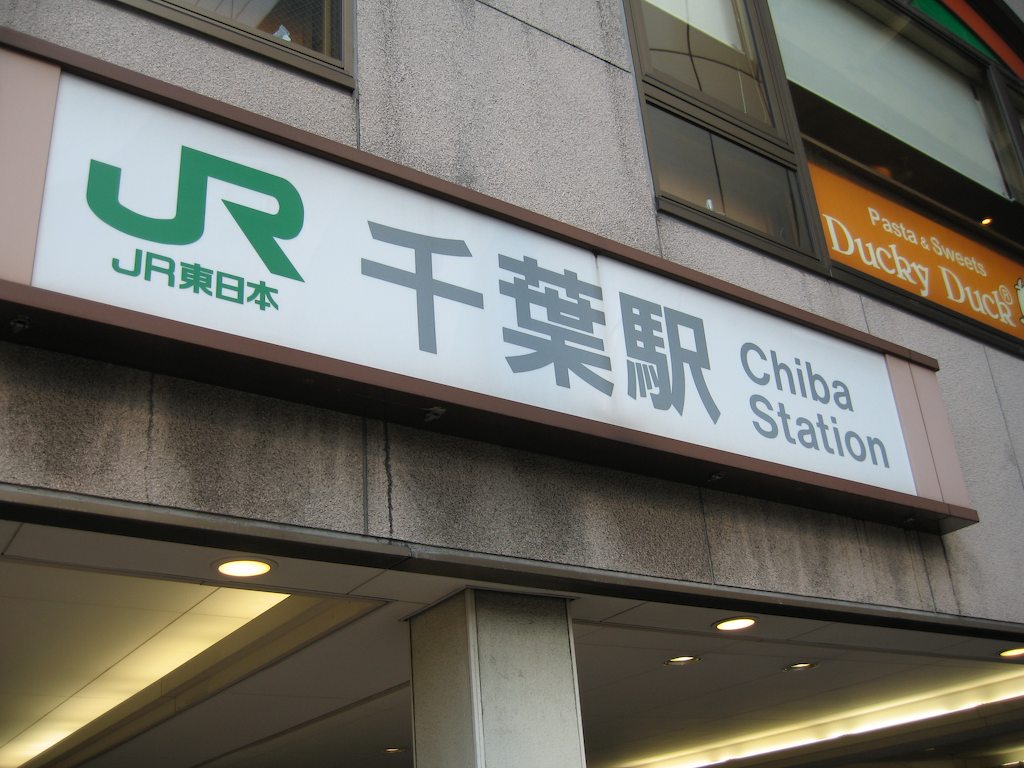 JR
JR東日本
千葉駅
Chiba
Station
Pasta & Sweets
Ducky Duck®